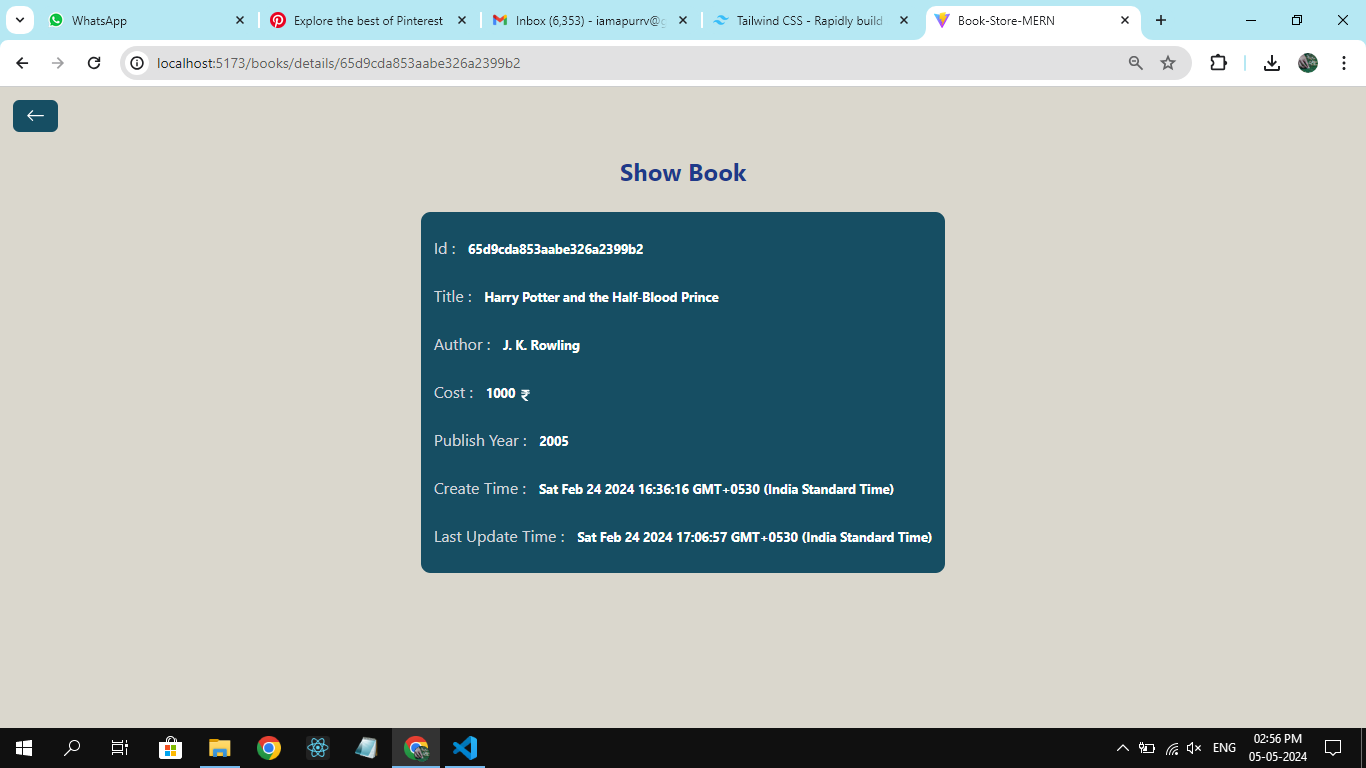 WhatsApp
Explore the best of Pinterest
Inbox (6,353) - iamapurrv@g
Tailwind CSS - Rapidly build
Book-Store-MERN
localhost:5173/books/details/65d9cda853aabe326a2399b2
Show Book
Id : 65d9cda853aabe326a2399b2
Title : Harry Potter and the Half-Blood Prince
Author : J. K. Rowling
Cost : 1000 ₹
Publish Year : 2005
Create Time : Sat Feb 24 2024 16:36:16 GMT+0530 (India Standard Time)
Last Update Time : Sat Feb 24 2024 17:06:57 GMT+0530 (India Standard Time)
ENG
02:56 PM
05-05-2024